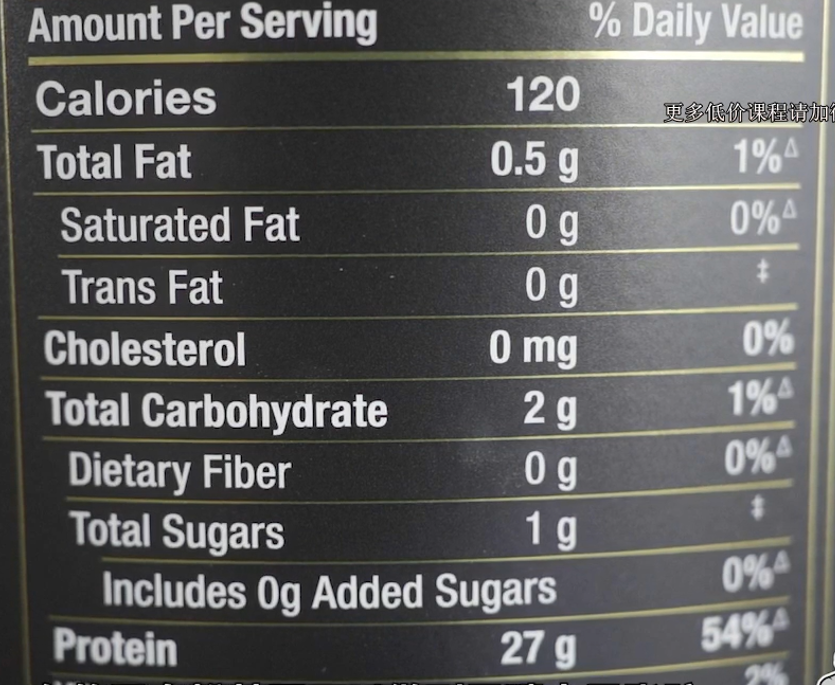 Amount Per Serving % Daily Value
Calories 120
更多低价课程请加
Total Fat 0.5 g 1%Δ
Saturated Fat 0 g 0%Δ
Trans Fat 0 g ‡
Cholesterol 0 mg 0%
Total Carbohydrate 2 g 1%Δ
Dietary Fiber 0 g 0%Δ
Total Sugars 1 g ‡
Includes 0g Added Sugars 0%Δ
Protein 27 g 54%Δ
2%